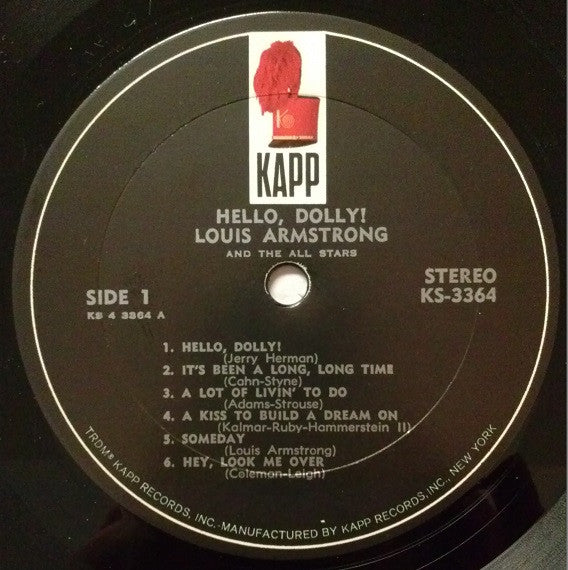 KAPP
HELLO, DOLLY!
LOUIS ARMSTRONG
AND THE ALL STARS
SIDE 1
KS 4 3364 A
STEREO
KS-3364
1. HELLO, DOLLY!
(Jerry Herman)
2. IT'S BEEN A LONG, LONG TIME
(Cahn-Styne)
3. A LOT OF LIVIN' TO DO
(Adams-Strouse)
4. A KISS TO BUILD A DREAM ON
(Kalmar-Ruby-Hammerstein II)
5. SOMEDAY
(Louis Armstrong)
6. HEY, LOOK ME OVER
(Coleman-Leigh)
TRDM® KAPP RECORDS, INC.-MANUFACTURED BY KAPP RECORDS, INC., NEW YORK